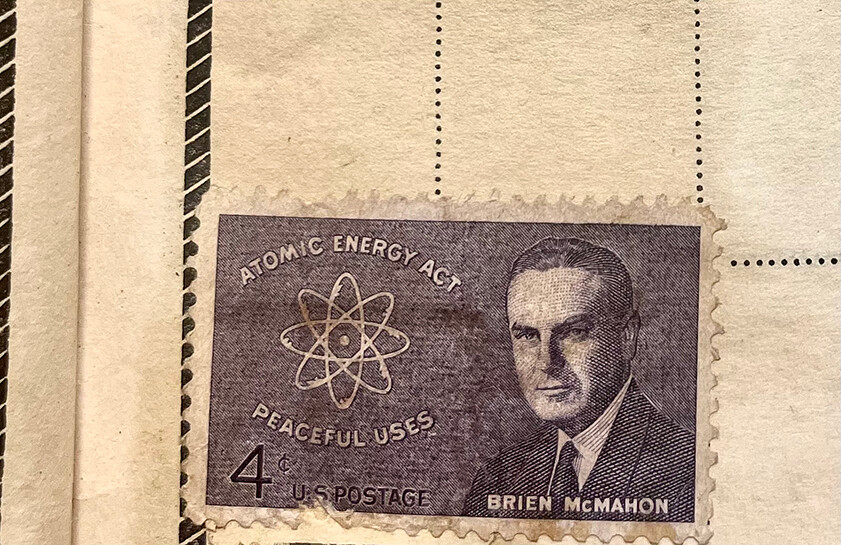 ATOMIC ENERGY ACT
PEACEFUL USES
4¢
U.S. POSTAGE
BRIEN McMAHON